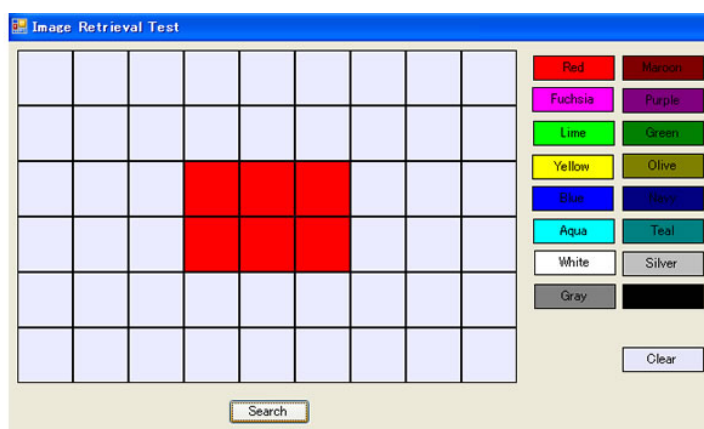 Image Retrieval Test
Red Maroon
Fuchsia Purple
Lime Green
Yellow Olive
Blue Navy
Aqua Teal
White Silver
Gray
Clear
Search